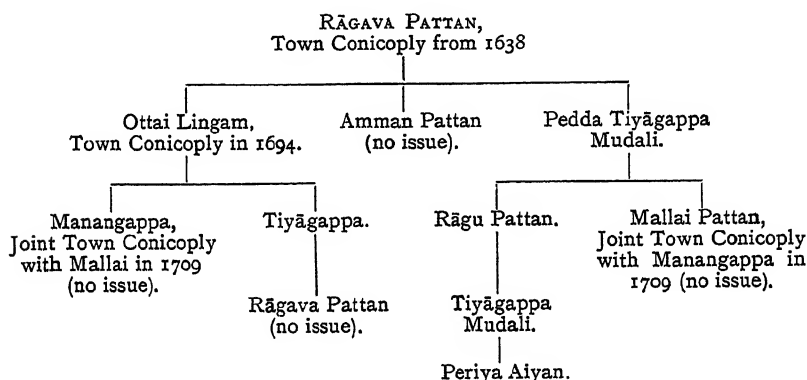 RĀGAVA PATTAN,
Town Conicoply from 1638
Ottai Lingam,
Town Conicoply in 1694.
Amman Pattan
(no issue).
Pedda Tiyāgappa
Mudali.
Manangappa,
Joint Town Conicoply
with Mallai in 1709
(no issue).
Tiyāgappa.
Rāgu Pattan.
Mallai Pattan,
Joint Town Conicoply
with Manangappa in
1709 (no issue).
Rāgava Pattan
(no issue).
Tiyāgappa
Mudali.
Periya Aiyan.